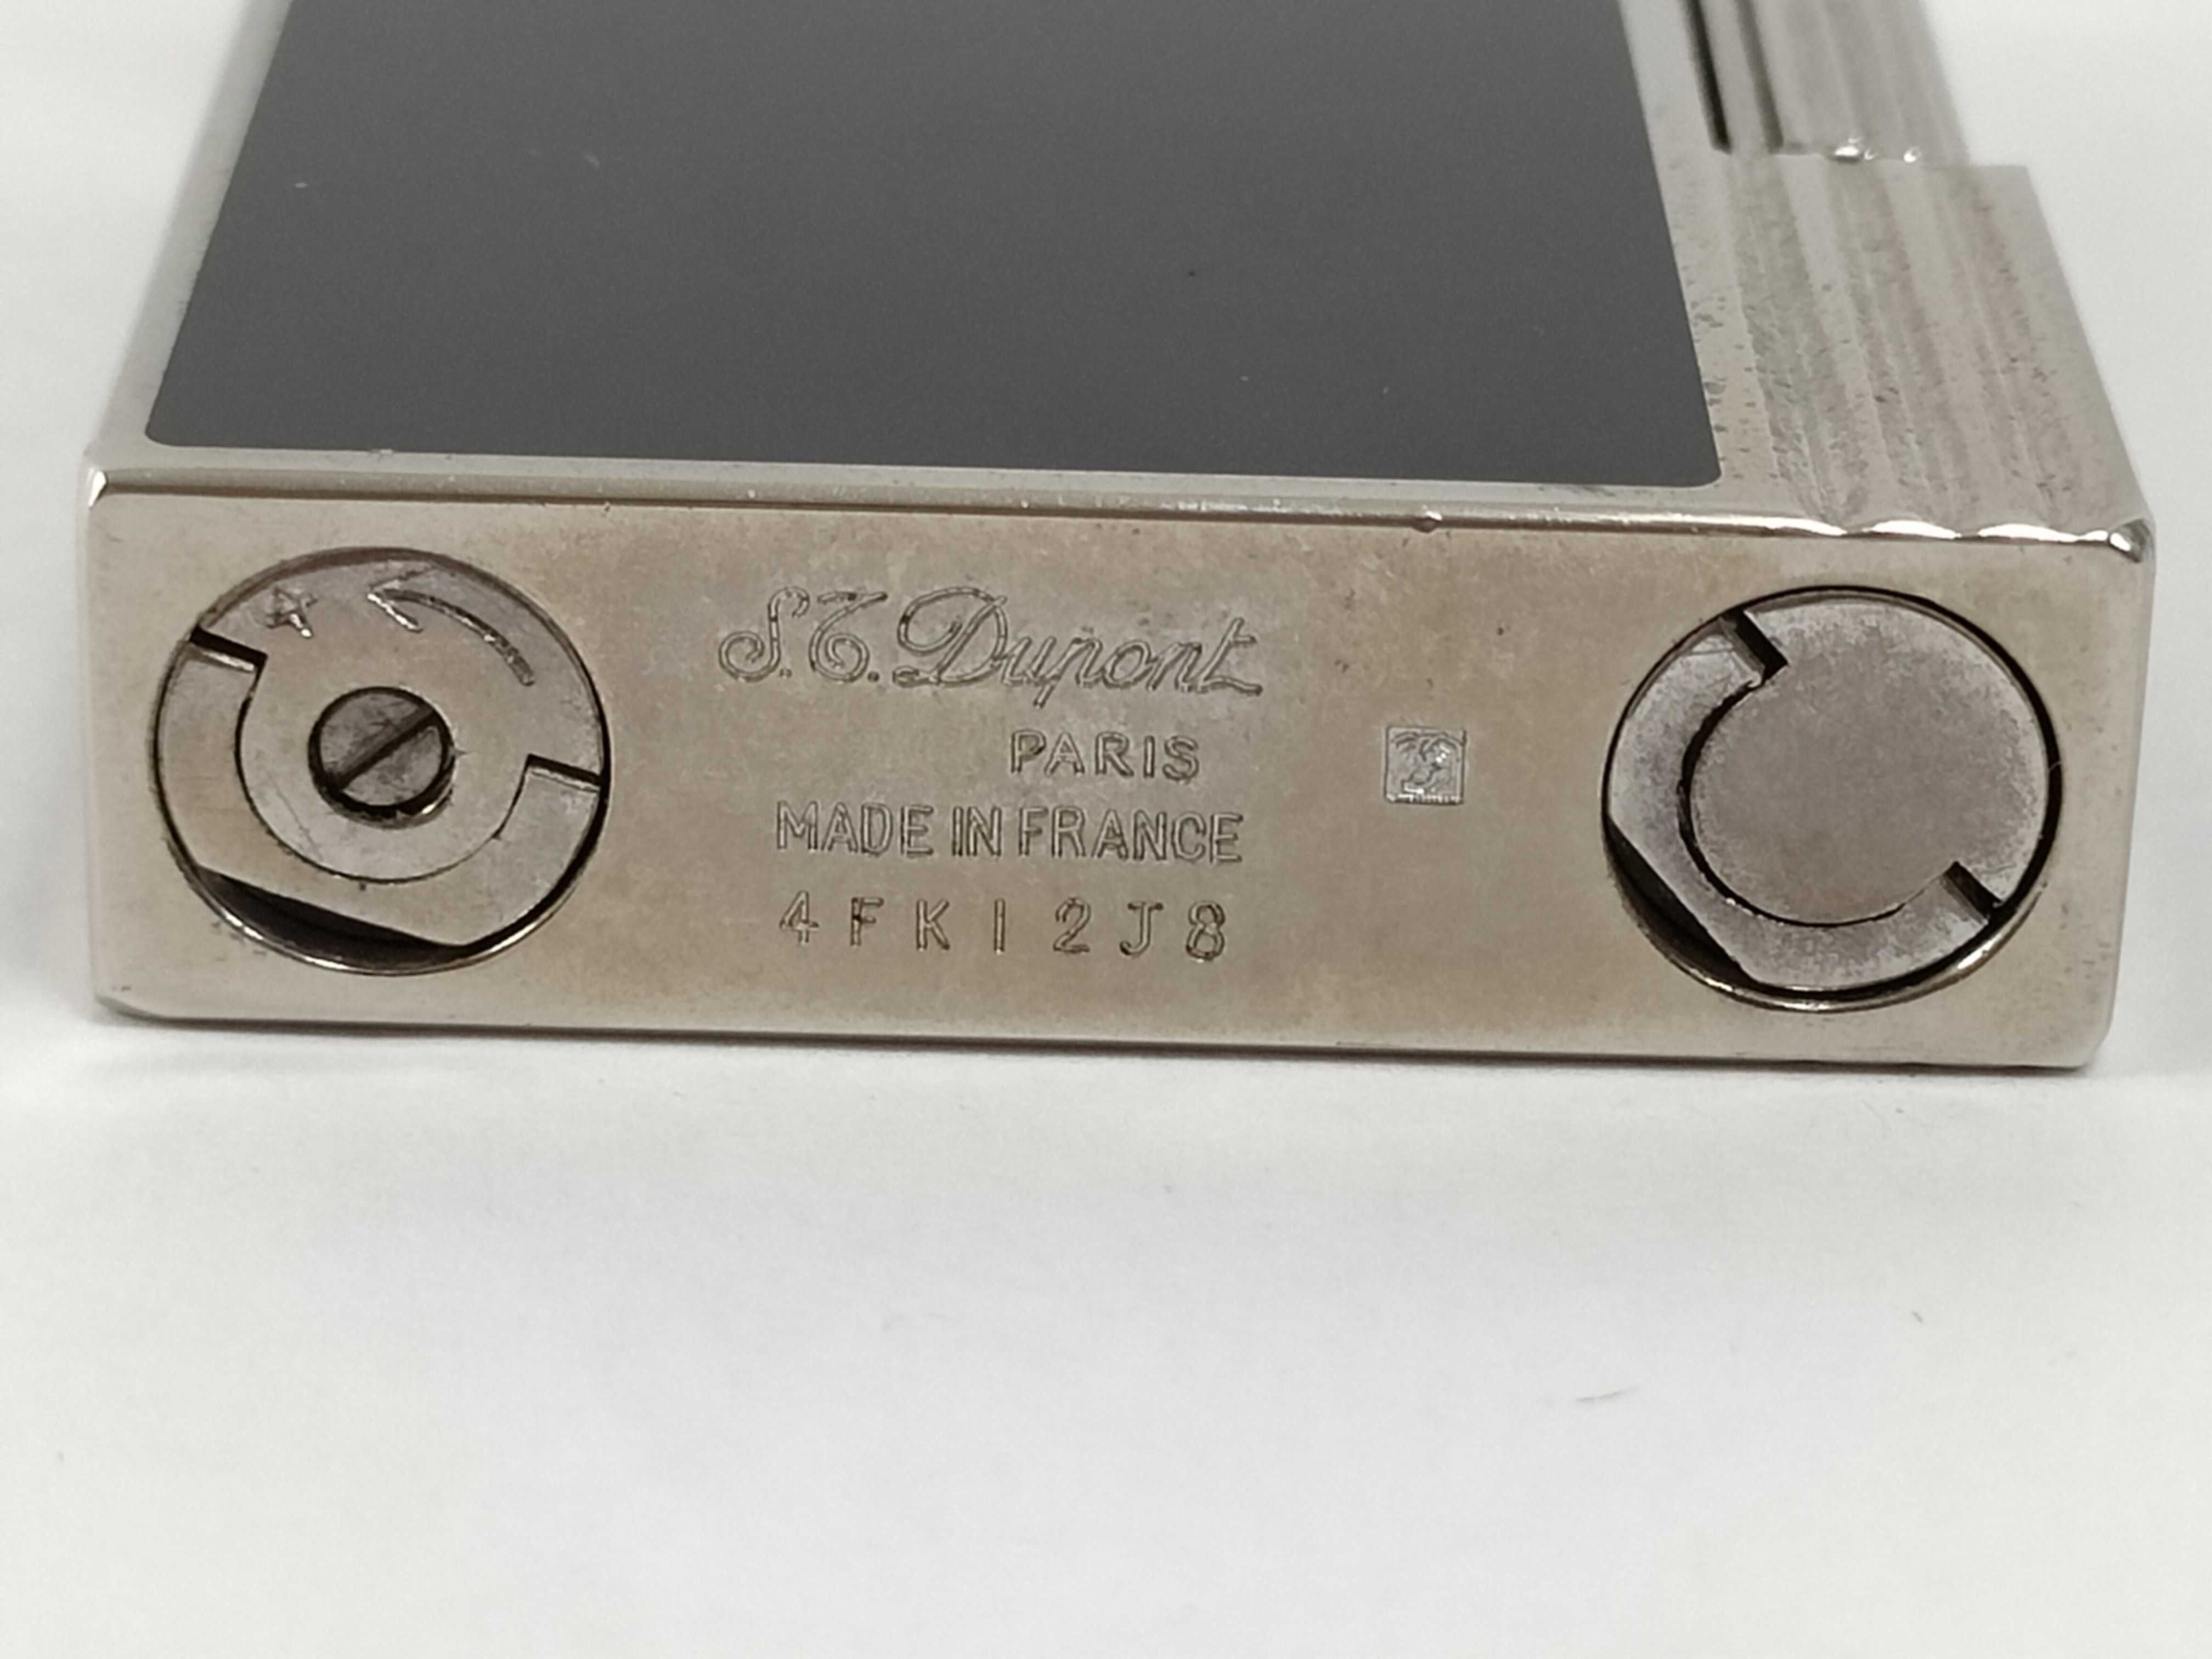 S.T. Dupont
PARIS
MADE IN FRANCE
4FK12J8